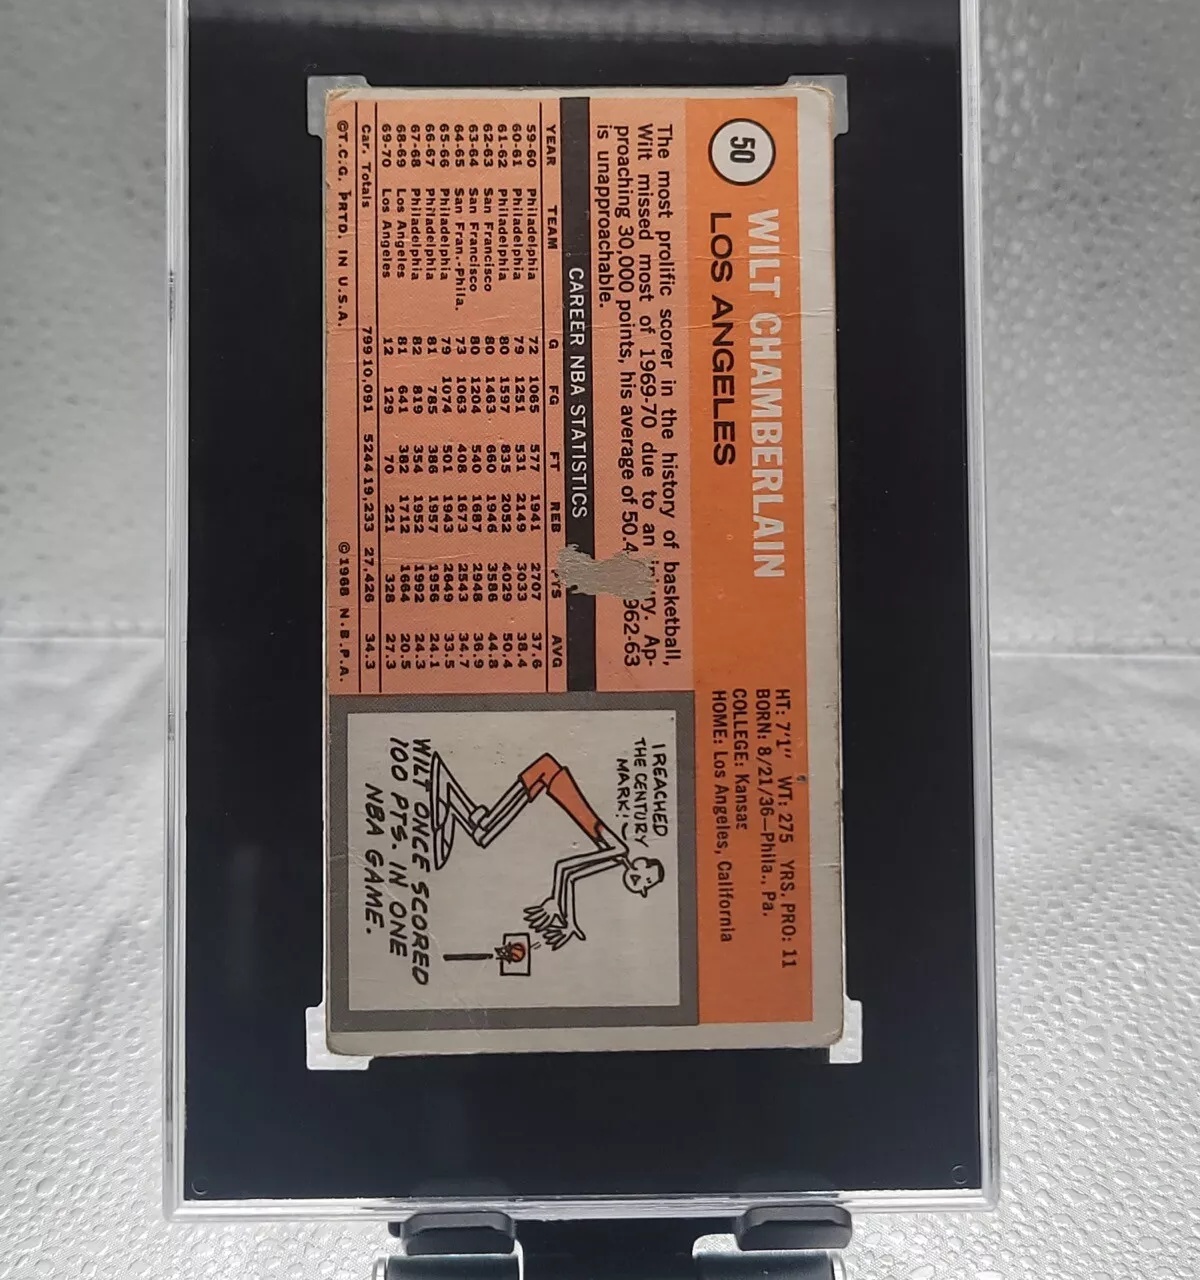 50
WILT CHAMBERLAIN
LOS ANGELES
HT: 7'1" WT: 275 YRS. PRO: 11
BORN: 8/21/36—Phila., Pa.
COLLEGE: Kansas
HOME: Los Angeles, California
The most prolific scorer in the history of basketball,
Wilt missed most of 1969-70 due to an injury. Ap-
proaching 30,000 points, his average of 50.4 962-63
is unapproachable.
CAREER NBA STATISTICS
YEAR TEAM G FG FT REB PTS AVG
59-60 Philadelphia 72 1065 577 1941 2707 37.6
60-61 Philadelphia 79 1251 531 2149 3033 38.4
61-62 Philadelphia 80 1597 835 2052 4029 50.4
62-63 San Francisco 80 1463 660 1946 3586 44.8
63-64 San Francisco 80 1204 540 1697 2948 36.9
64-65 San Fran.-Phila. 73 1063 408 1673 2543 34.7
65-66 Philadelphia 79 1074 501 1943 2649 33.5
66-67 Philadelphia 81 785 386 1957 1956 24.1
67-68 Philadelphia 82 819 354 1952 1992 24.3
68-69 Los Angeles 81 641 382 1712 1664 20.5
69-70 Los Angeles 12 129 70 221 328 27.3
Car. Totals 799 10,091 5244 19,233 27,426 34.3
©T.C.G. PRTD. IN U.S.A. ©1968 N.B.P.A.
I REACHED
THE CENTURY
MARK!
WILT ONCE SCORED
100 PTS. IN ONE
NBA GAME.